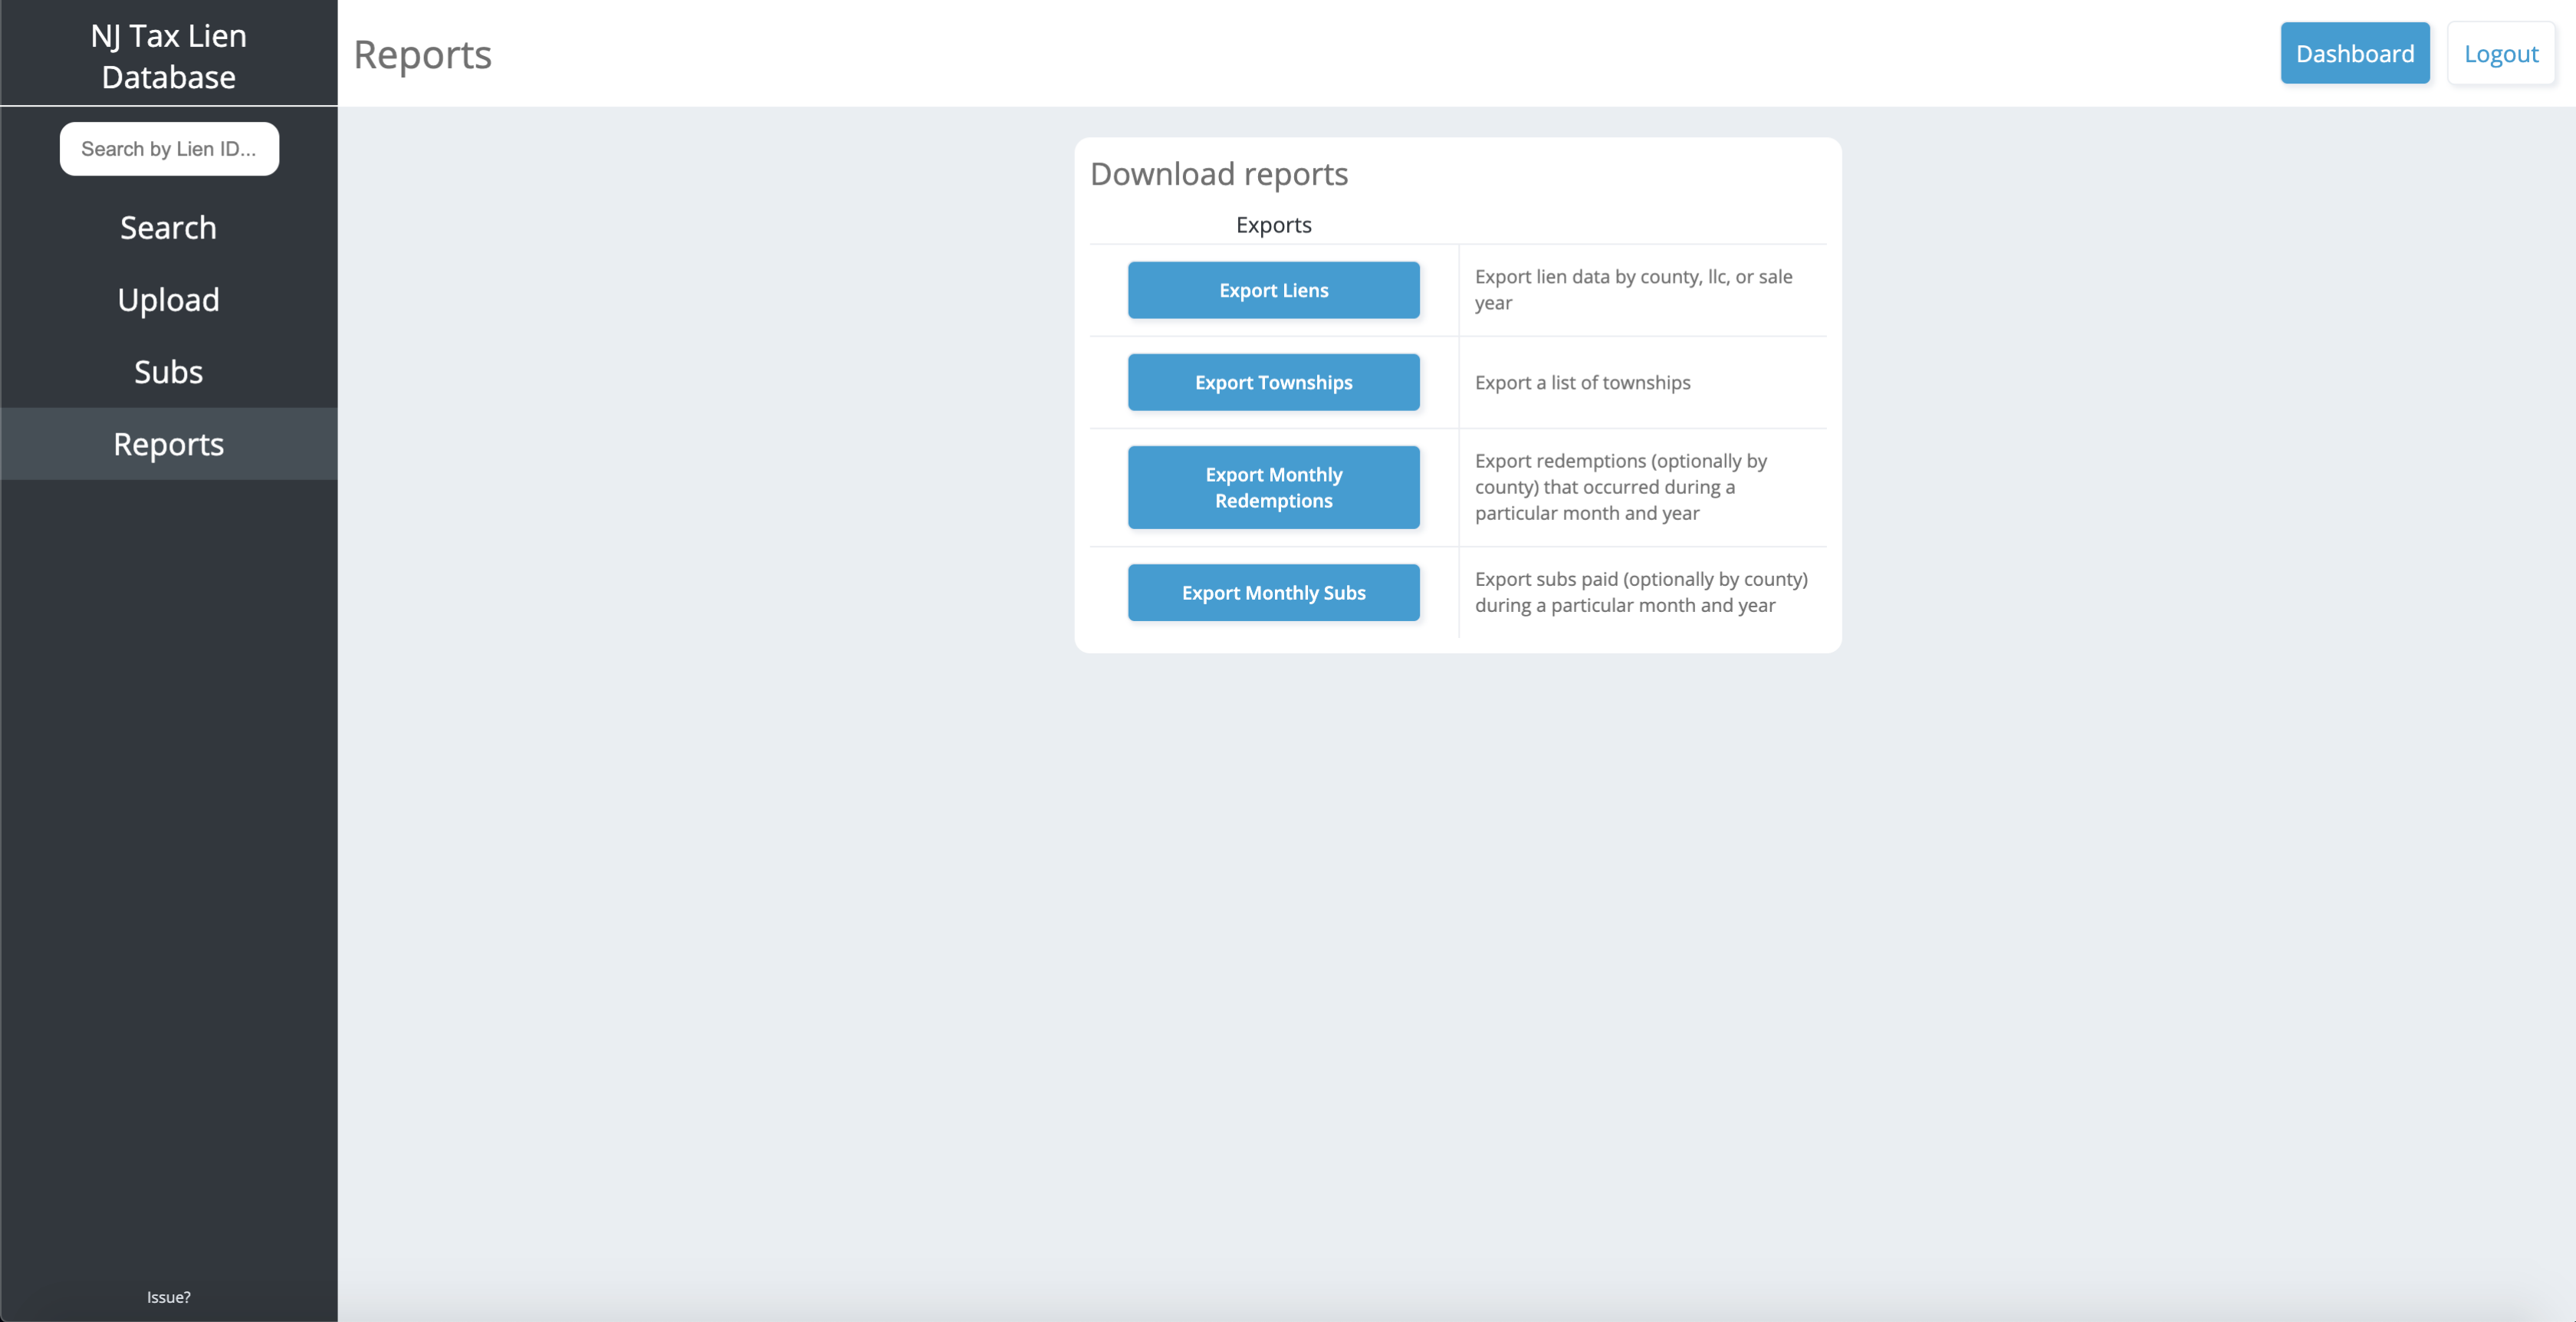 NJ Tax Lien
Database
Search by Lien ID...
Search
Upload
Subs
Reports
Issue?
Reports
Dashboard
Logout
Download reports
Exports
Export Liens
Export lien data by county, llc, or sale
year
Export Townships
Export a list of townships
Export Monthly
Redemptions
Export redemptions (optionally by
county) that occurred during a
particular month and year
Export Monthly Subs
Export subs paid (optionally by county)
during a particular month and year